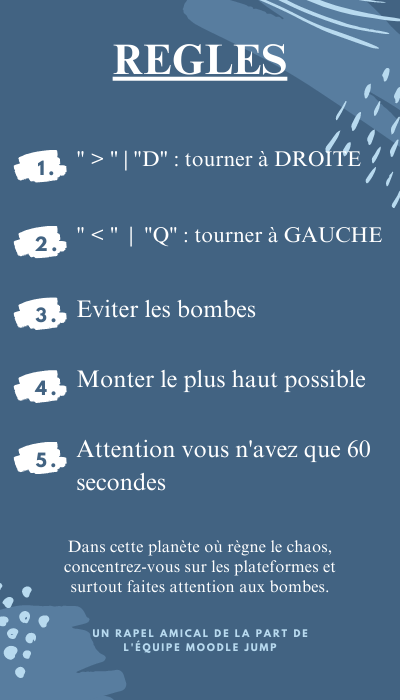 REGLES
1. " > " | "D" : tourner à DROITE
2. " < " | "Q" : tourner à GAUCHE
3. Eviter les bombes
4. Monter le plus haut possible
5. Attention vous n'avez que 60
secondes
Dans cette planète où règne le chaos,
concentrez-vous sur les plateformes et
surtout faites attention aux bombes.
UN RAPEL AMICAL DE LA PART DE
L'ÉQUIPE MOODLE JUMP